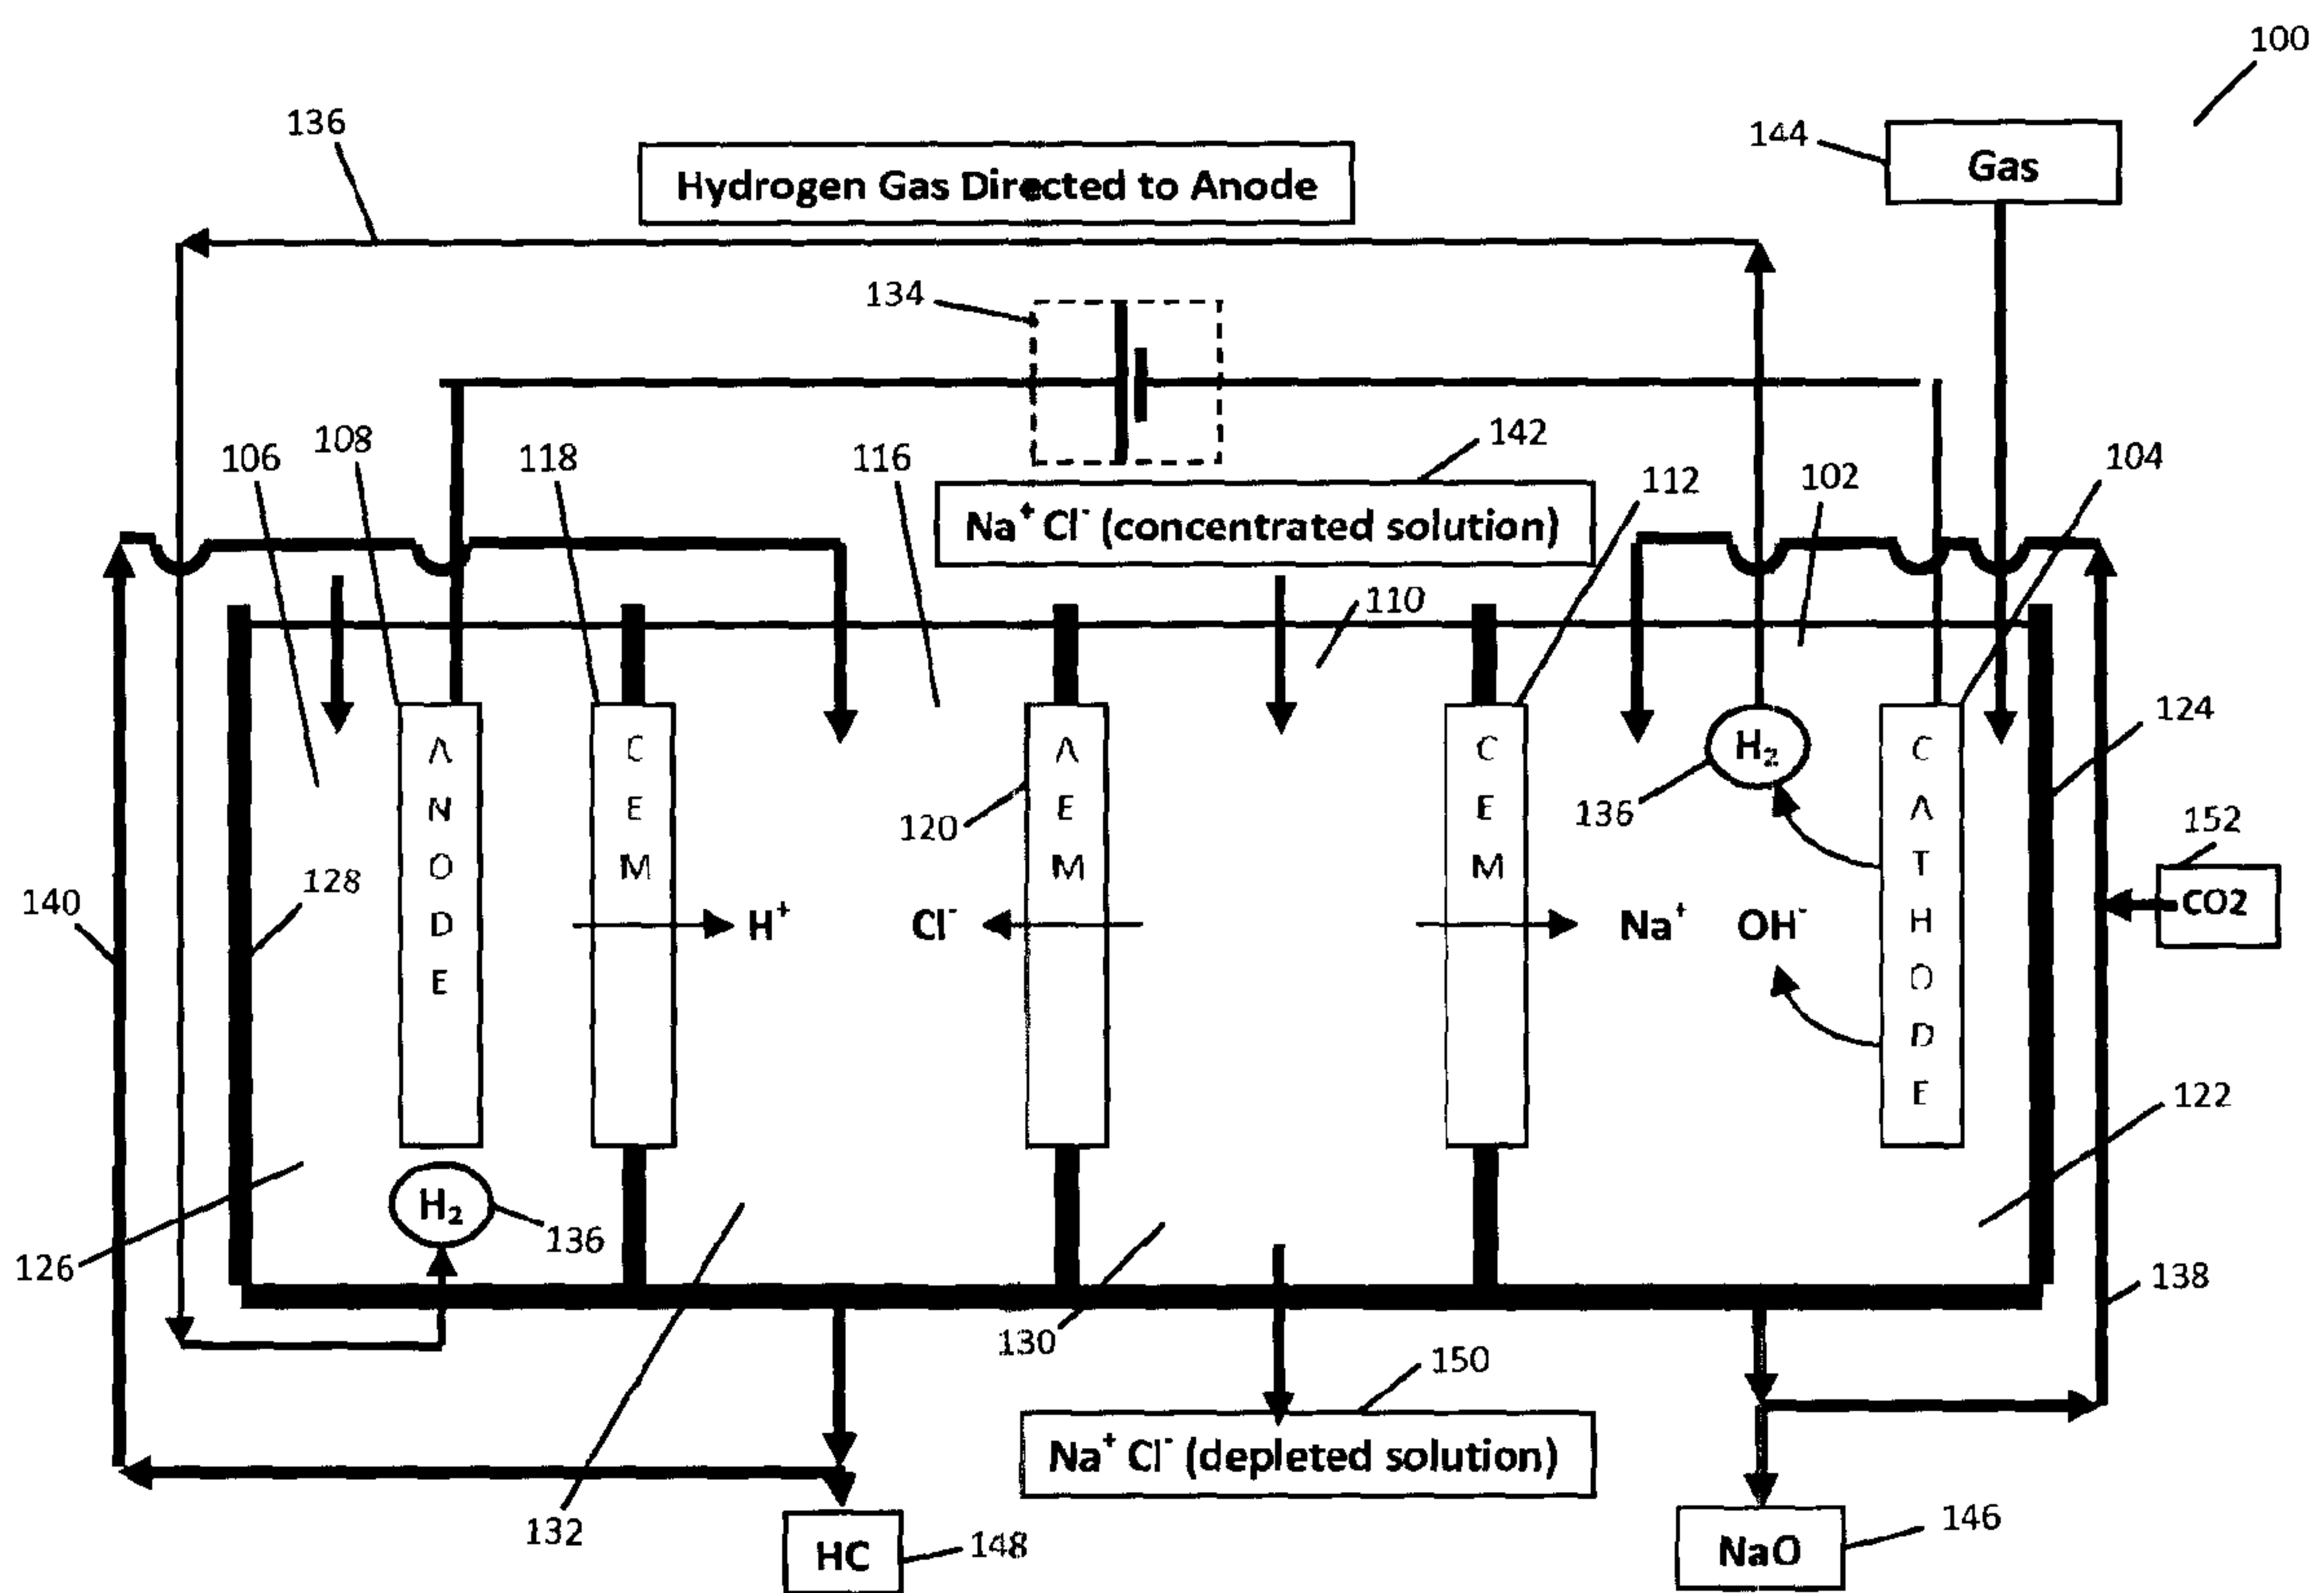 100
136
144
Gas
Hydrogen Gas Directed to Anode
134
142
106
108
118
116
112
102
104
Na⁺ Cl⁻ (concentrated solution)
110
A
N
O
D
E
C
E
M
A
E
M
C
E
M
H₂
C
A
T
H
O
D
E
124
120
136
152
128
CO2
140
H⁺
Cl⁻
Na⁺
OH⁻
122
H₂
136
126
138
130
150
Na⁺ Cl⁻ (depleted solution)
132
HC
148
NaO
146